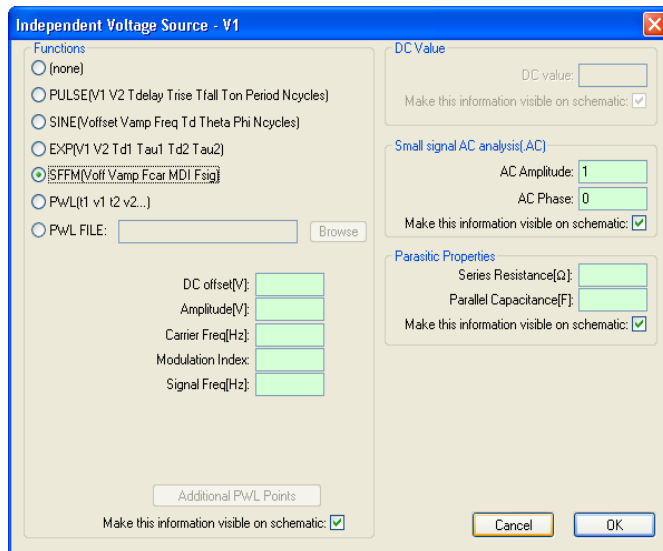 Independent Voltage Source - V1
Functions
(none)
PULSE(V1 V2 Tdelay Trise Tfall Ton Period Ncycles)
SINE(Voffset Vamp Freq Td Theta Phi Ncycles)
EXP(V1 V2 Td1 Tau1 Td2 Tau2)
SFFM(Voff Vamp Fcar MDI Fsig)
PWL(t1 v1 t2 v2...)
PWL FILE:
Browse
DC offset[V]:
Amplitude[V]:
Carrier Freq[Hz]:
Modulation Index:
Signal Freq[Hz]:
Additional PWL Points
Make this information visible on schematic:
DC Value
DC value:
Make this information visible on schematic:
Small signal AC analysis(.AC)
AC Amplitude: 1
AC Phase: 0
Make this information visible on schematic:
Parasitic Properties
Series Resistance[Ω]:
Parallel Capacitance[F]:
Make this information visible on schematic:
Cancel
OK